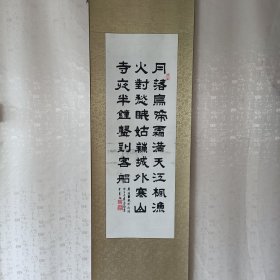 月落烏啼霜滿天江楓漁
火對愁眠姑蘓城外寒山
寺夜半鐘聲到客船